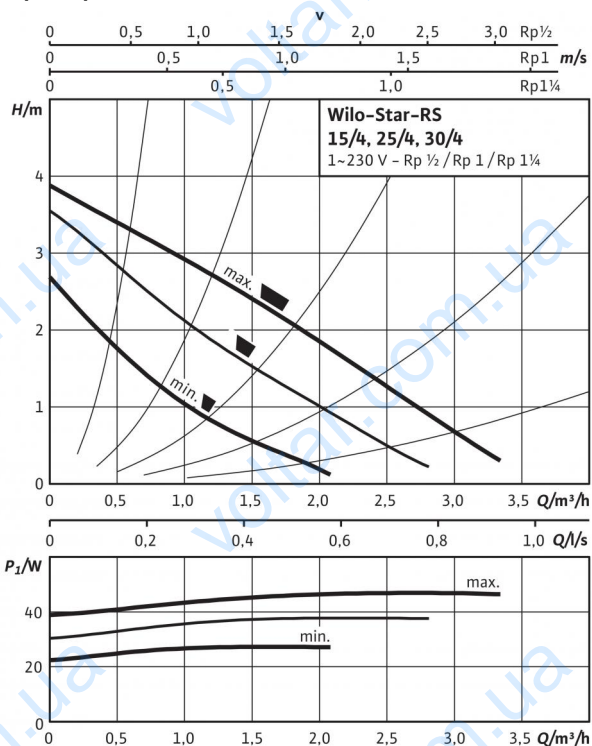 v
0 0,5 1,0 1,5 2,0 2,5 3,0 Rp½
0 0,5 1,0 1,5 Rp1 m/s
0 0,5 1,0 Rp1¼
H/m
Wilo-Star-RS
15/4, 25/4, 30/4
1~230 V – Rp ½ / Rp 1 / Rp 1¼
4
3
max.
2
min.
1
0
0 0,5 1,0 1,5 2,0 2,5 3,0 3,5 Q/m³/h
0 0,2 0,4 0,6 0,8 1,0 Q/l/s
P₁/W
max.
40
min.
20
0
0 0,5 1,0 1,5 2,0 2,5 3,0 3,5 Q/m³/h
voltar.com.ua